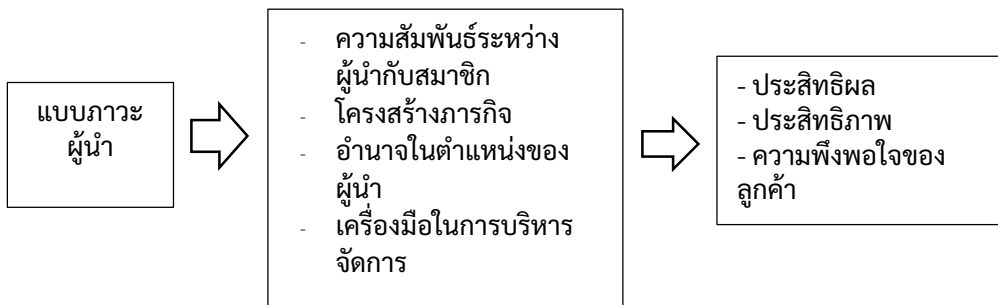 แบบภาวะ
ผู้นำ
- ความสัมพันธ์ระหว่าง
ผู้นำกับสมาชิก
- โครงสร้างภารกิจ
- อำนาจในตำแหน่งของ
ผู้นำ
- เครื่องมือในการบริหาร
จัดการ
- ประสิทธิผล
- ประสิทธิภาพ
- ความพึงพอใจของ
ลูกค้า